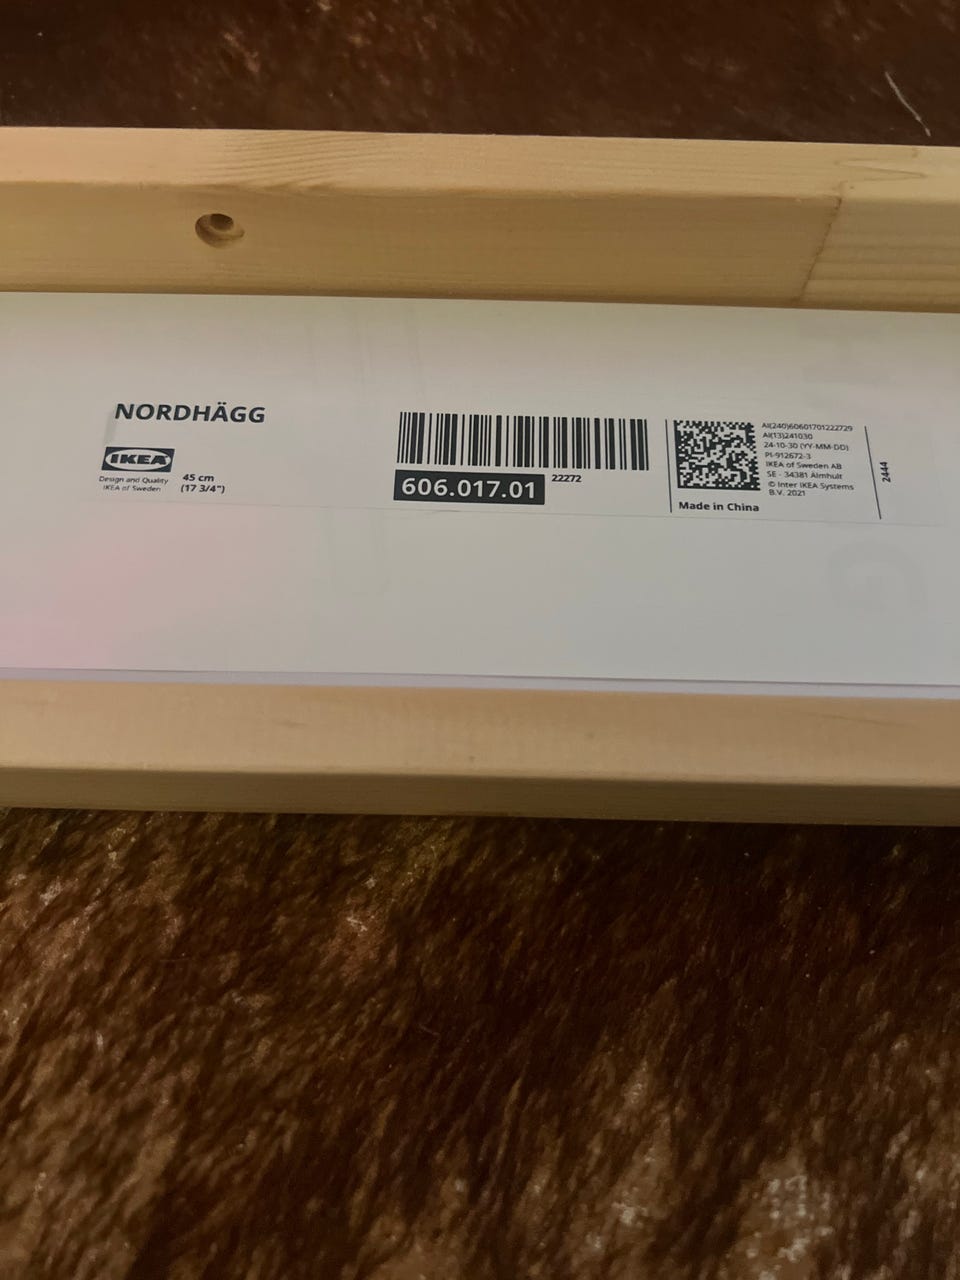 NORDHÄGG
IKEA
Design and Quality
IKEA of Sweden
45 cm
(17 3/4")
606.017.01
22272
AI(240)60601701222729
AI(13)241030
24-10-30 (YY-MM-DD)
PI-912672-3
IKEA of Sweden AB
SE - 34381 Älmhult
© Inter IKEA Systems
B.V. 2021
Made in China
2444